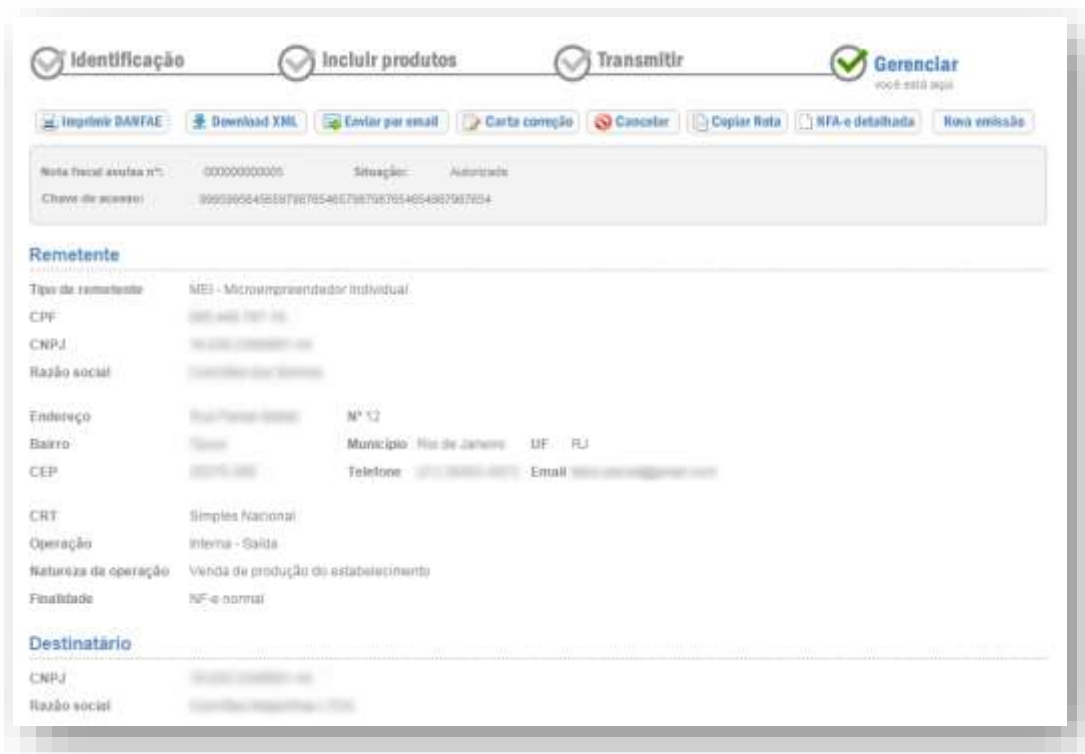 Identificação Incluir produtos Transmitir Gerenciar
você está aqui
Imprimir DANFAE Download XML Enviar por email Carta correção Cancelar Copiar Nota NFA-e detalhada Nova emissão
Nota fiscal avulsa nº: 000000000005 Situação: Autorizada
Chave de acesso:
Remetente
Tipo de remetente MEI - Microempreendedor Individual
CPF
CNPJ
Razão social
Endereço Nº 12
Bairro Município Rio de Janeiro UF RJ
CEP Telefone Email
CRT Simples Nacional
Operação Interna - Saída
Natureza da operação Venda de produção do estabelecimento
Finalidade NF-e normal
Destinatário
CNPJ
Razão social